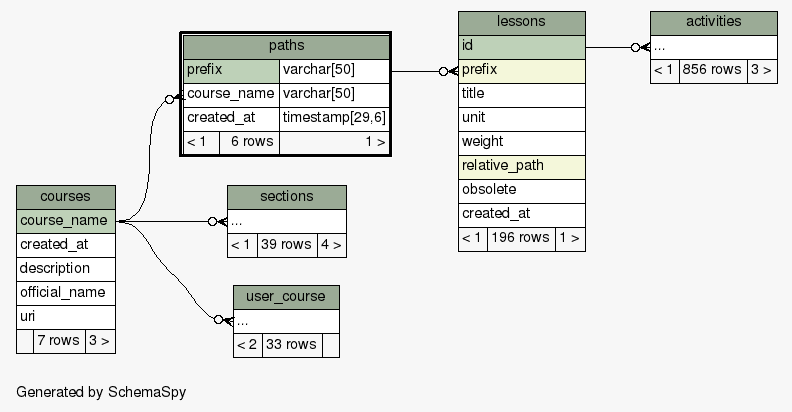 paths
prefix varchar[50]
course_name varchar[50]
created_at timestamp[29,6]
< 1 6 rows 1 >
lessons
id
prefix
title
unit
weight
relative_path
obsolete
created_at
< 1 196 rows 1 >
activities
...
< 1 856 rows 3 >
courses
course_name
created_at
description
official_name
uri
7 rows 3 >
sections
...
< 1 39 rows 4 >
user_course
...
< 2 33 rows
Generated by SchemaSpy